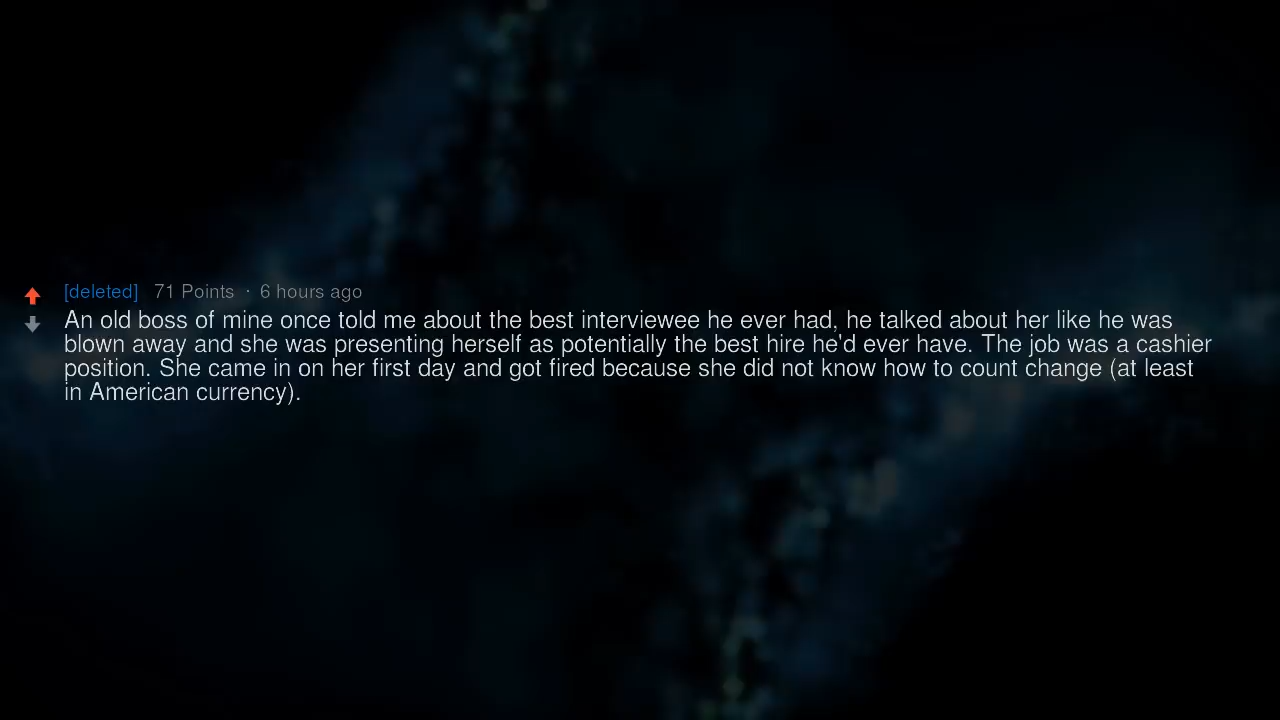 [deleted] 71 Points · 6 hours ago
An old boss of mine once told me about the best interviewee he ever had, he talked about her like he was
blown away and she was presenting herself as potentially the best hire he'd ever have. The job was a cashier
position. She came in on her first day and got fired because she did not know how to count change (at least
in American currency).